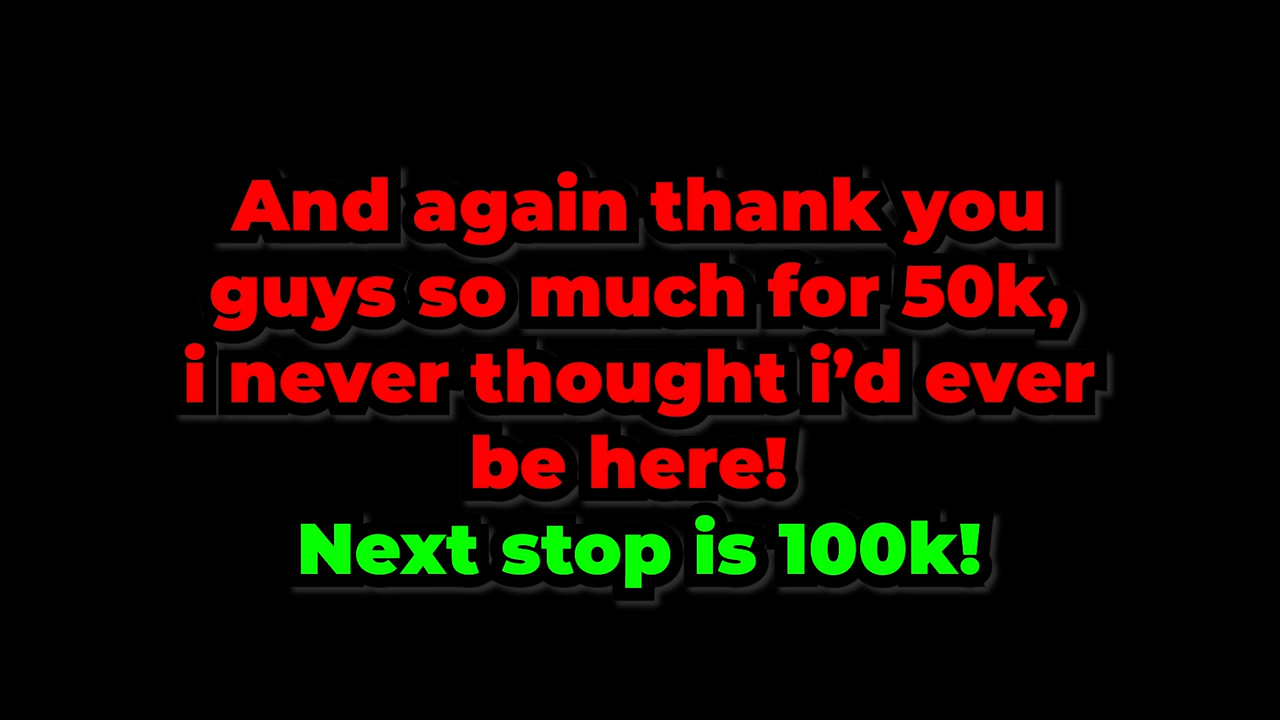 And again thank you
guys so much for 50k,
i never thought i’d ever
be here!
Next stop is 100k!